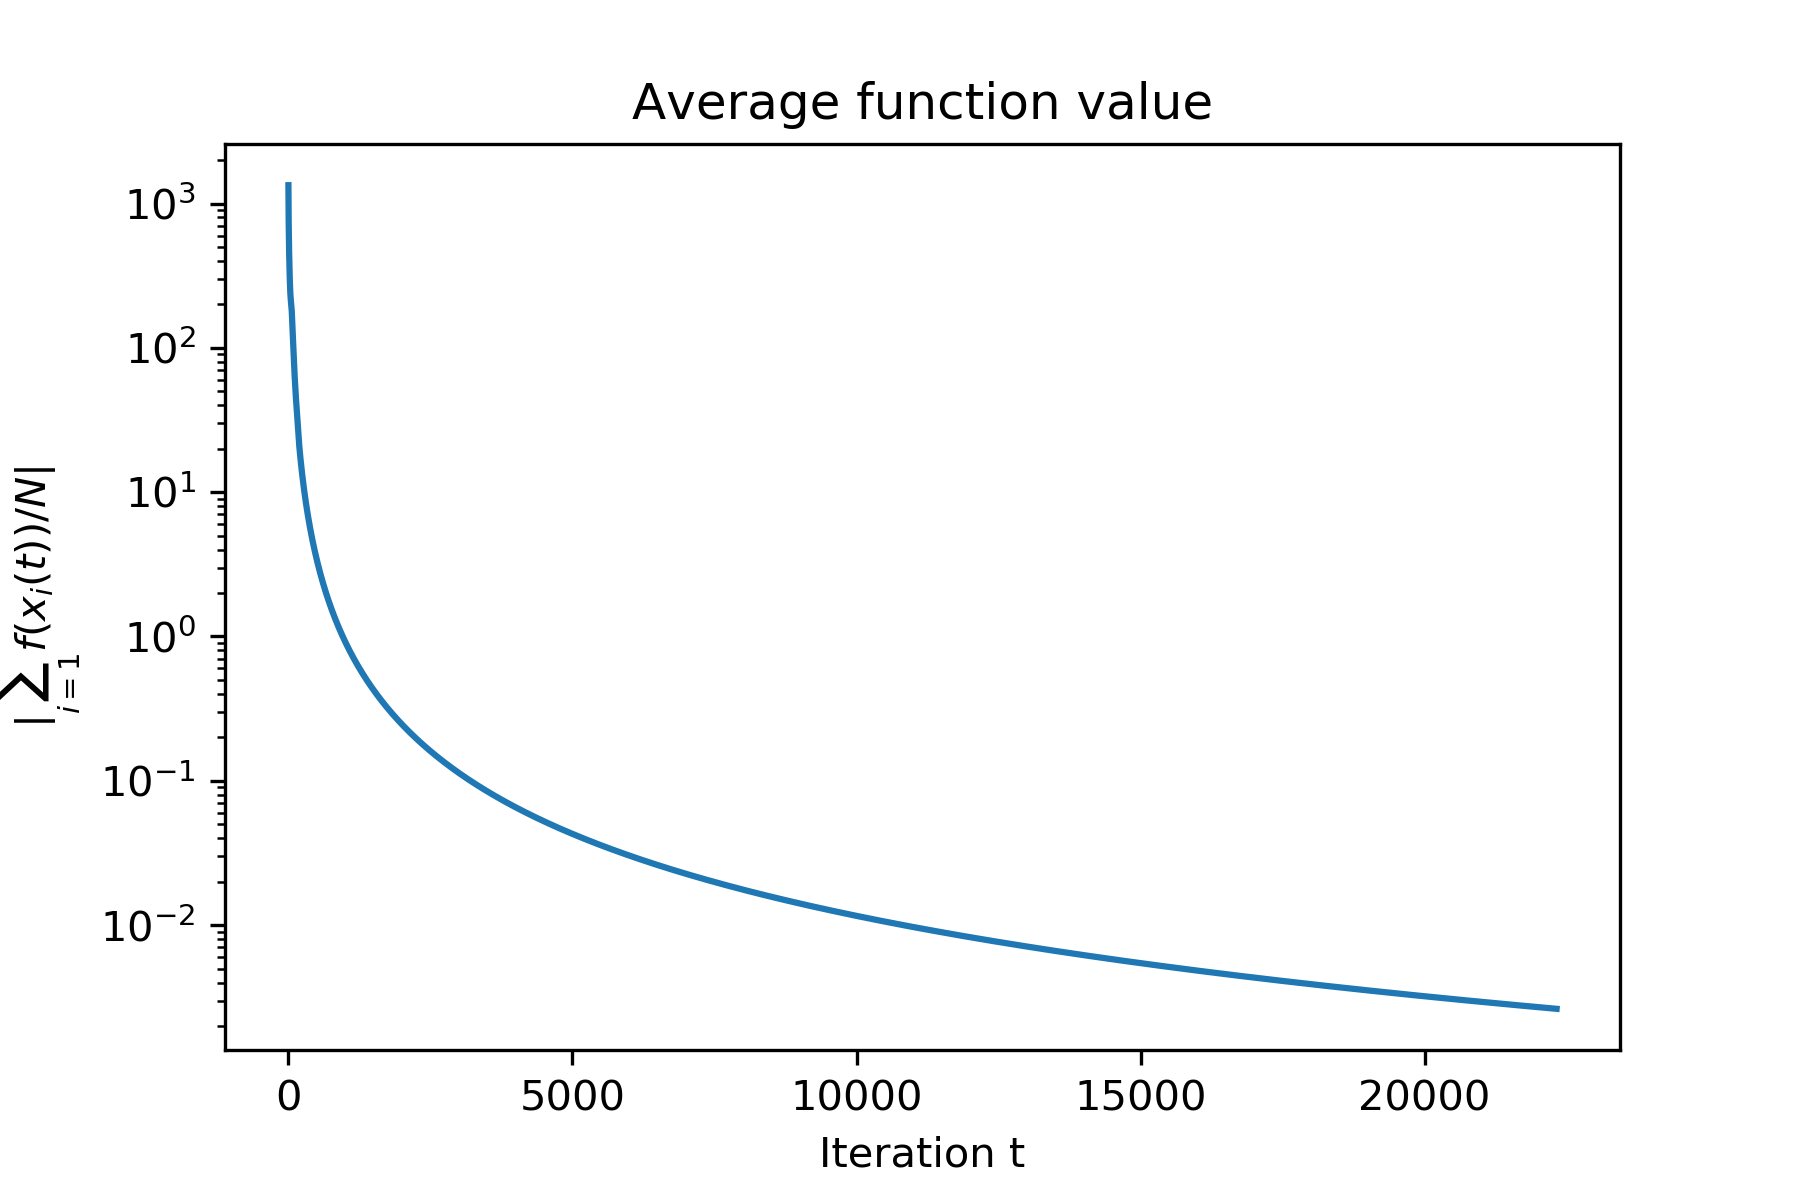 Average function value
|∑_{i=1} f(x_i(t))/N|
10^3
10^2
10^1
10^0
10^−1
10^−2
0 5000 10000 15000 20000
Iteration t